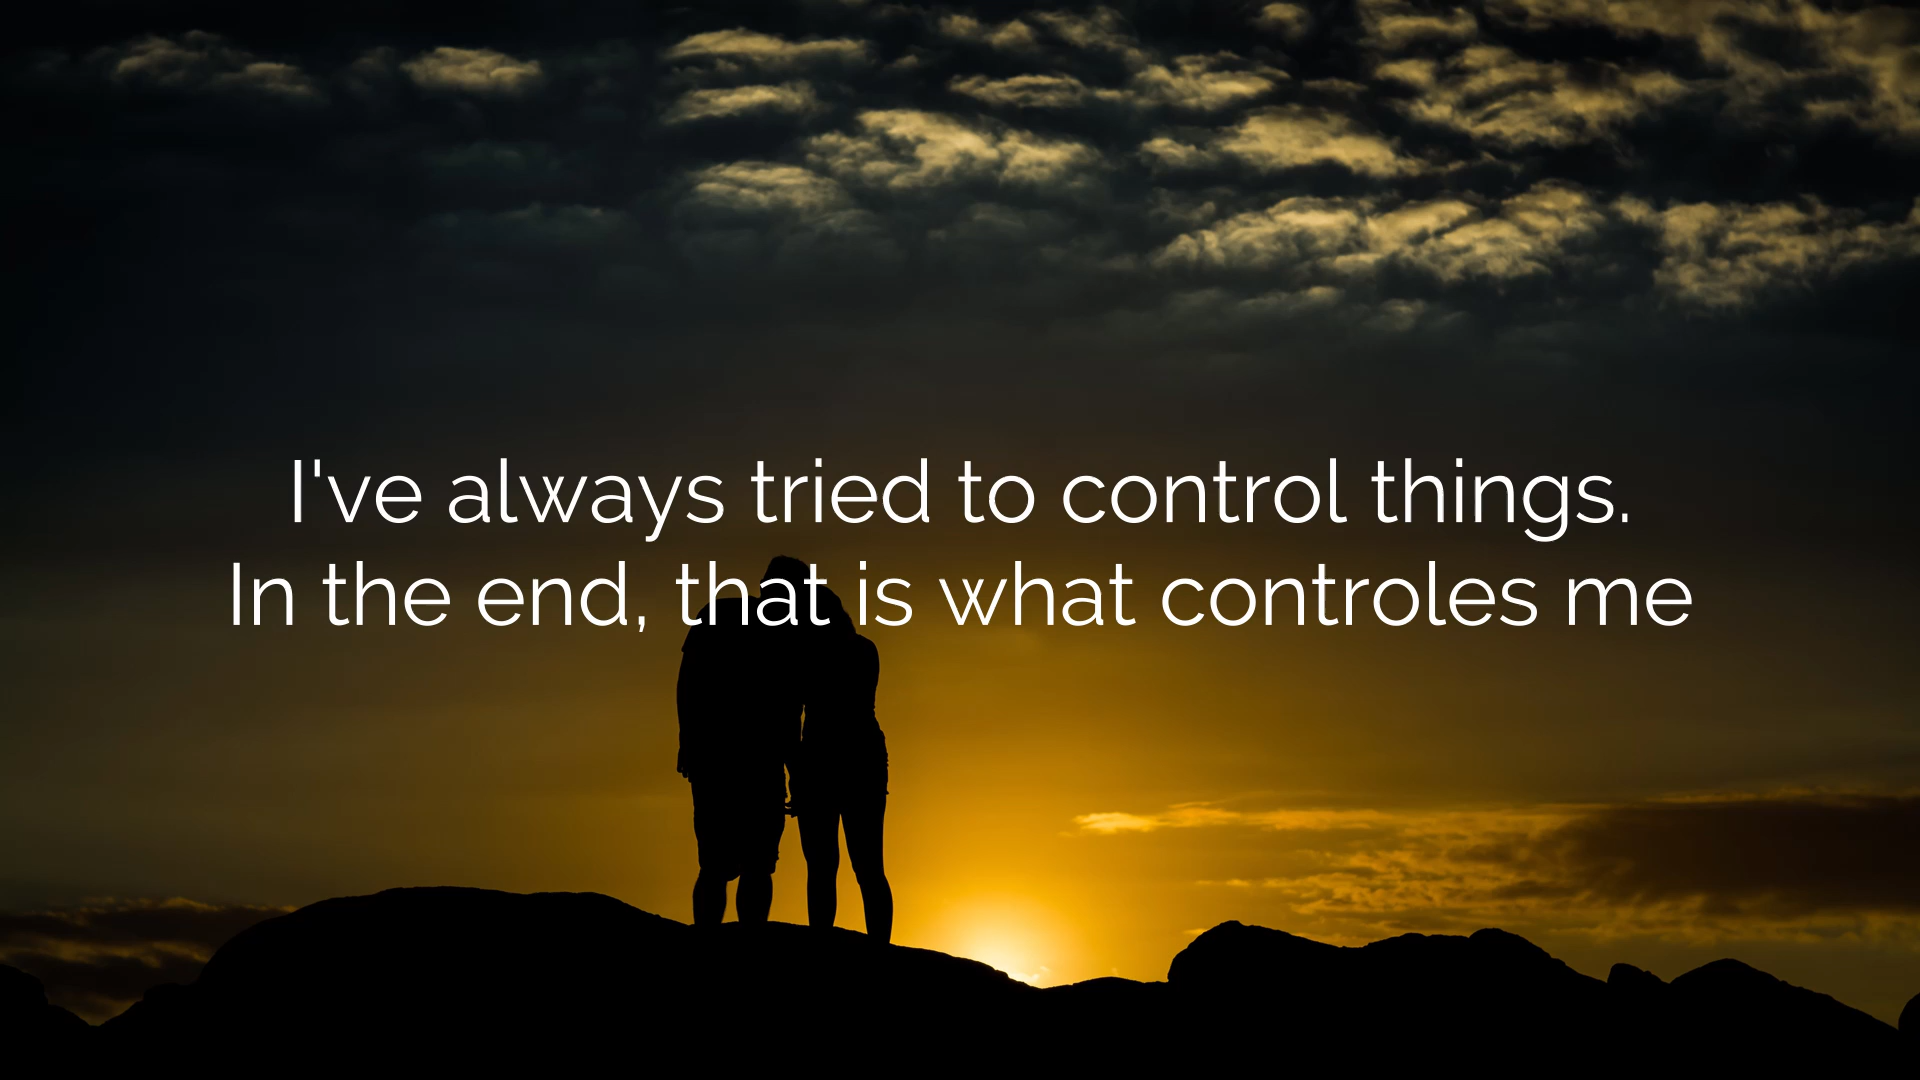 I've always tried to control things.
In the end, that is what controles me